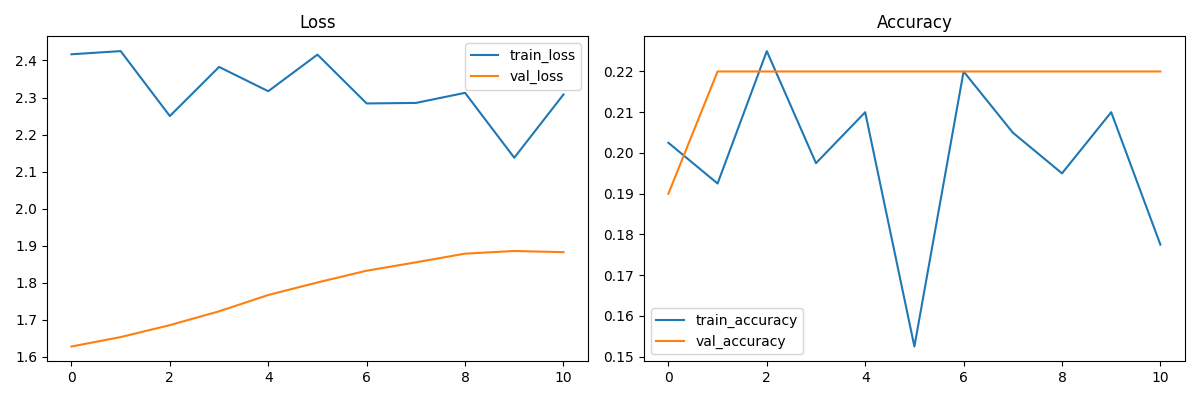 Loss
2.4
2.3
2.2
2.1
2.0
1.9
1.8
1.7
1.6
0 2 4 6 8 10
train_loss
val_loss
Accuracy
0.22
0.21
0.20
0.19
0.18
0.17
0.16
0.15
0 2 4 6 8 10
train_accuracy
val_accuracy